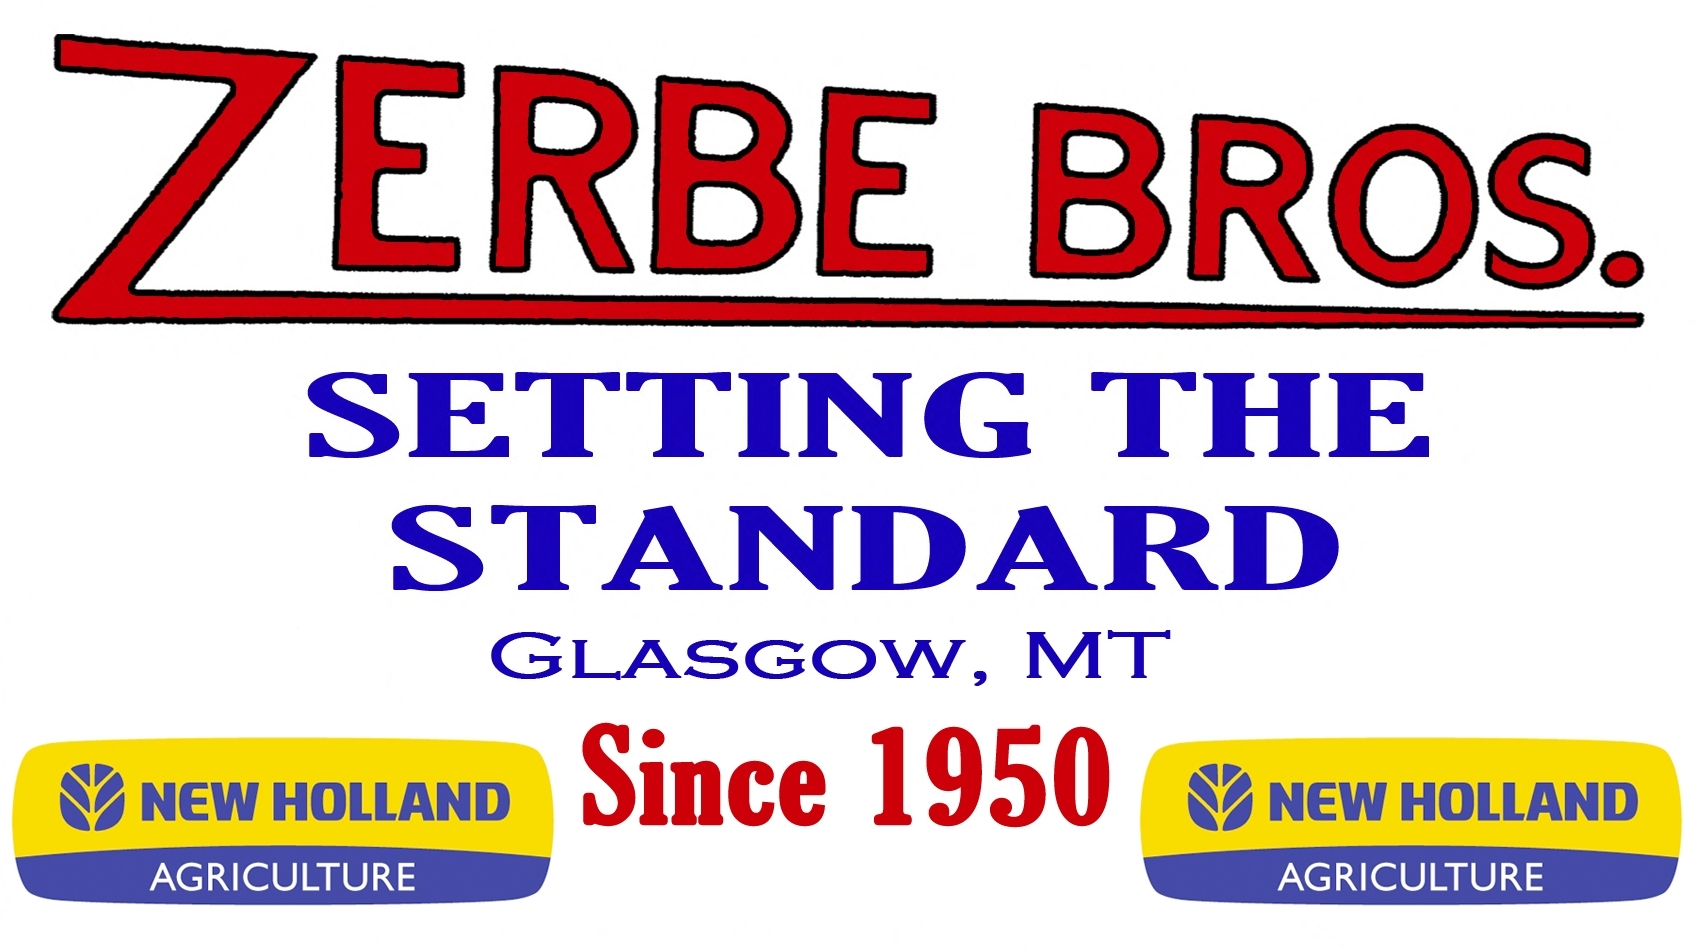 ZERBE BROS.
SETTING THE
STANDARD
GLASGOW, MT
Since 1950
NEW HOLLAND
AGRICULTURE
NEW HOLLAND
AGRICULTURE